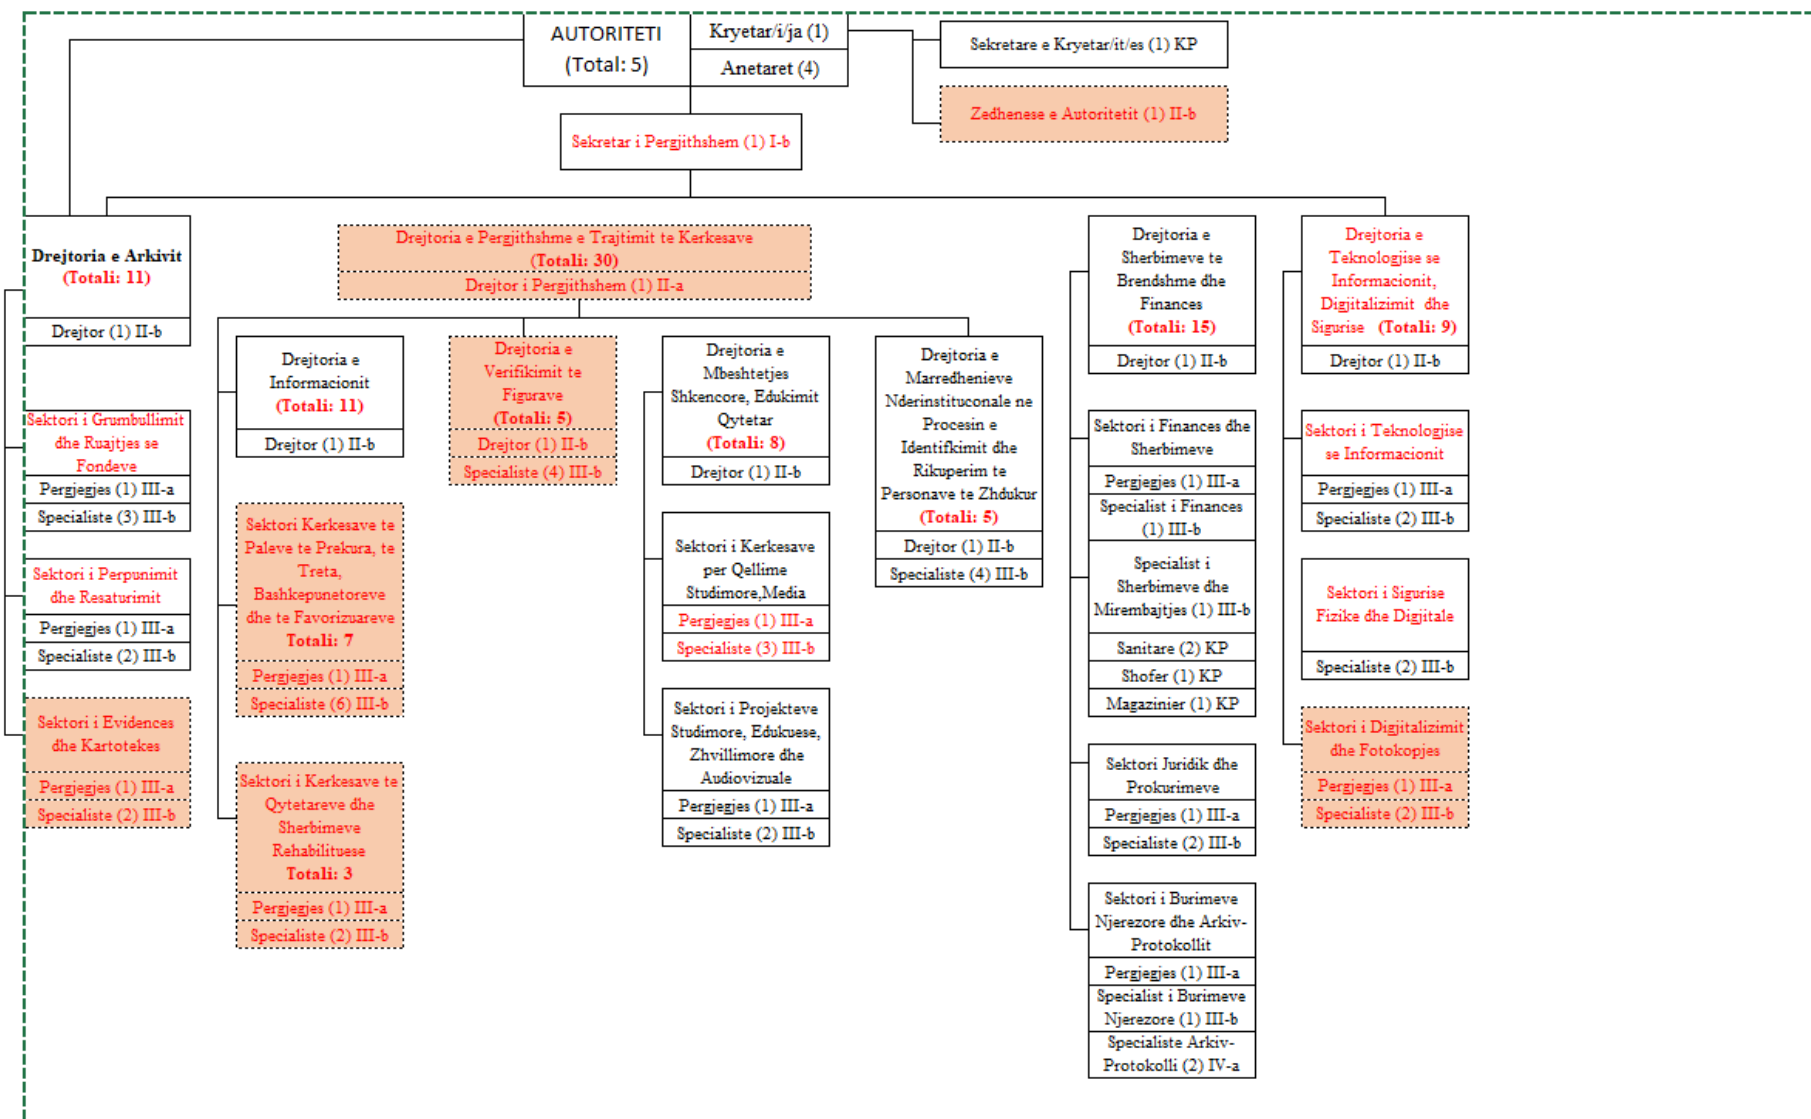 AUTORITETI
(Total: 5)
Kryetar/i/ja (1)
Anetaret (4)
Sekretare e Kryetar/it/es (1) KP
Zedhenese e Autoritetit (1) II-b
Sekretar i Pergjithshem (1) I-b
Drejtoria e Arkivit
(Totali: 11)
Drejtor (1) II-b
Sektori i Grumbullimit
dhe Ruajtjes se
Fondeve
Pergjegjes (1) III-a
Specialiste (3) III-b
Sektori i Perpunimit
dhe Resaturimit
Pergjegjes (1) III-a
Specialiste (2) III-b
Sektori i Evidences
dhe Kartotekes
Pergjegjes (1) III-a
Specialiste (2) III-b
Drejtoria e Pergjithshme e Trajtimit te Kerkesave
(Totali: 30)
Drejtor i Pergjithshem (1) II-a
Drejtoria e
Informacionit
(Totali: 11)
Drejtor (1) II-b
Sektori Kerkesave te
Paleve te Prekura, te
Treta,
Bashkepunetoreve
dhe te Favorizuareve
Totali: 7
Pergjegjes (1) III-a
Specialiste (6) III-b
Sektori i Kerkesave te
Qytetareve dhe
Sherbimeve
Rehabilituese
Totali: 3
Pergjegjes (1) III-a
Specialiste (2) III-b
Drejtoria e
Verifikimit te
Figurave
(Totali: 5)
Drejtor (1) II-b
Specialiste (4) III-b
Drejtoria e
Mbeshtetjes
Shkencore, Edukimit
Qytetar
(Totali: 8)
Drejtor (1) II-b
Sektori i Kerkesave
per Qellime
Studimore,Media
Pergjegjes (1) III-a
Specialiste (3) III-b
Sektori i Projekteve
Studimore, Edukuese,
Zhvillimore dhe
Audiovizuale
Pergjegjes (1) III-a
Specialiste (2) III-b
Drejtoria e
Marredhenieve
Nderinstituconale ne
Procesin e
Identifkimit dhe
Rikuperim te
Personave te Zhdukur
(Totali: 5)
Drejtor (1) II-b
Specialiste (4) III-b
Drejtoria e
Sherbimeve te
Brendshme dhe
Finances
(Totali: 15)
Drejtor (1) II-b
Sektori i Finances dhe
Sherbimeve
Pergjegjes (1) III-a
Specialist i Finances
(1) III-b
Specialist i
Sherbimeve dhe
Mirembajtjes (1) III-b
Sanitare (2) KP
Shofer (1) KP
Magazinier (1) KP
Sektori Juridik dhe
Prokurimeve
Pergjegjes (1) III-a
Specialiste (2) III-b
Sektori i Burimeve
Njerezore dhe Arkiv-
Protokollit
Pergjegjes (1) III-a
Specialist i Burimeve
Njerezore (1) III-b
Specialiste Arkiv-
Protokolli (2) IV-a
Drejtoria e
Teknologjise se
Informacionit,
Digjitalizimit dhe
Sigurise (Totali: 9)
Drejtor (1) II-b
Sektori i Teknologjise
se Informacionit
Pergjegjes (1) III-a
Specialiste (2) III-b
Sektori i Sigurise
Fizike dhe Digjitale
Specialiste (2) III-b
Sektori i Digjitalizimit
dhe Fotokopjes
Pergjegjes (1) III-a
Specialiste (2) III-b